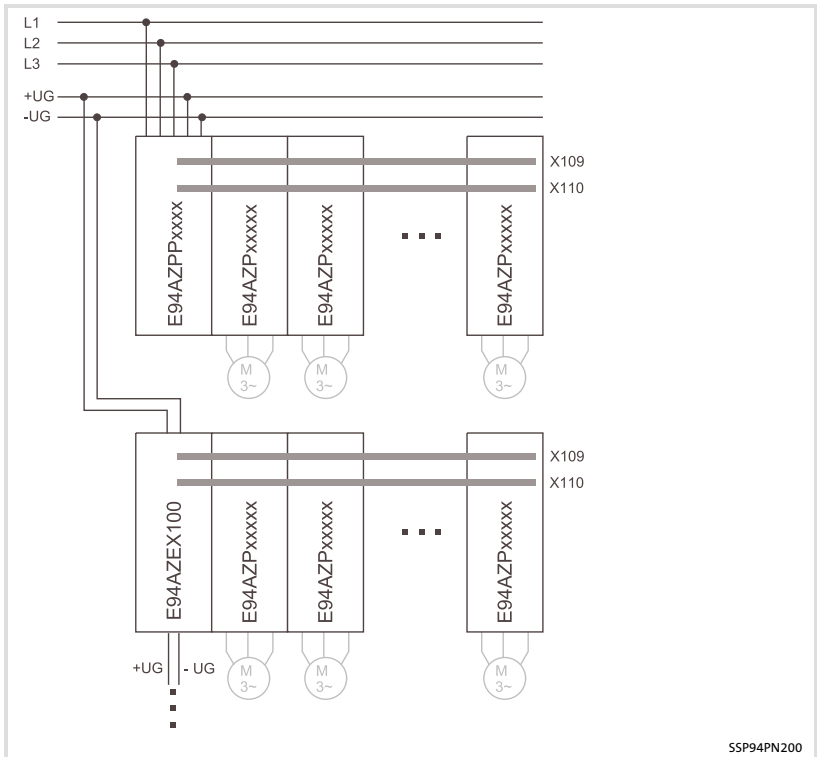 L1
L2
L3
+UG
-UG
X109
X110
E94AZPPxxxx
E94AZPxxxxx
E94AZPxxxxx
E94AZPxxxxx
M
3~
M
3~
M
3~
X109
X110
E94AZEX100
E94AZPxxxxx
E94AZPxxxxx
E94AZPxxxxx
+UG
- UG
M
3~
M
3~
M
3~
SSP94PN200